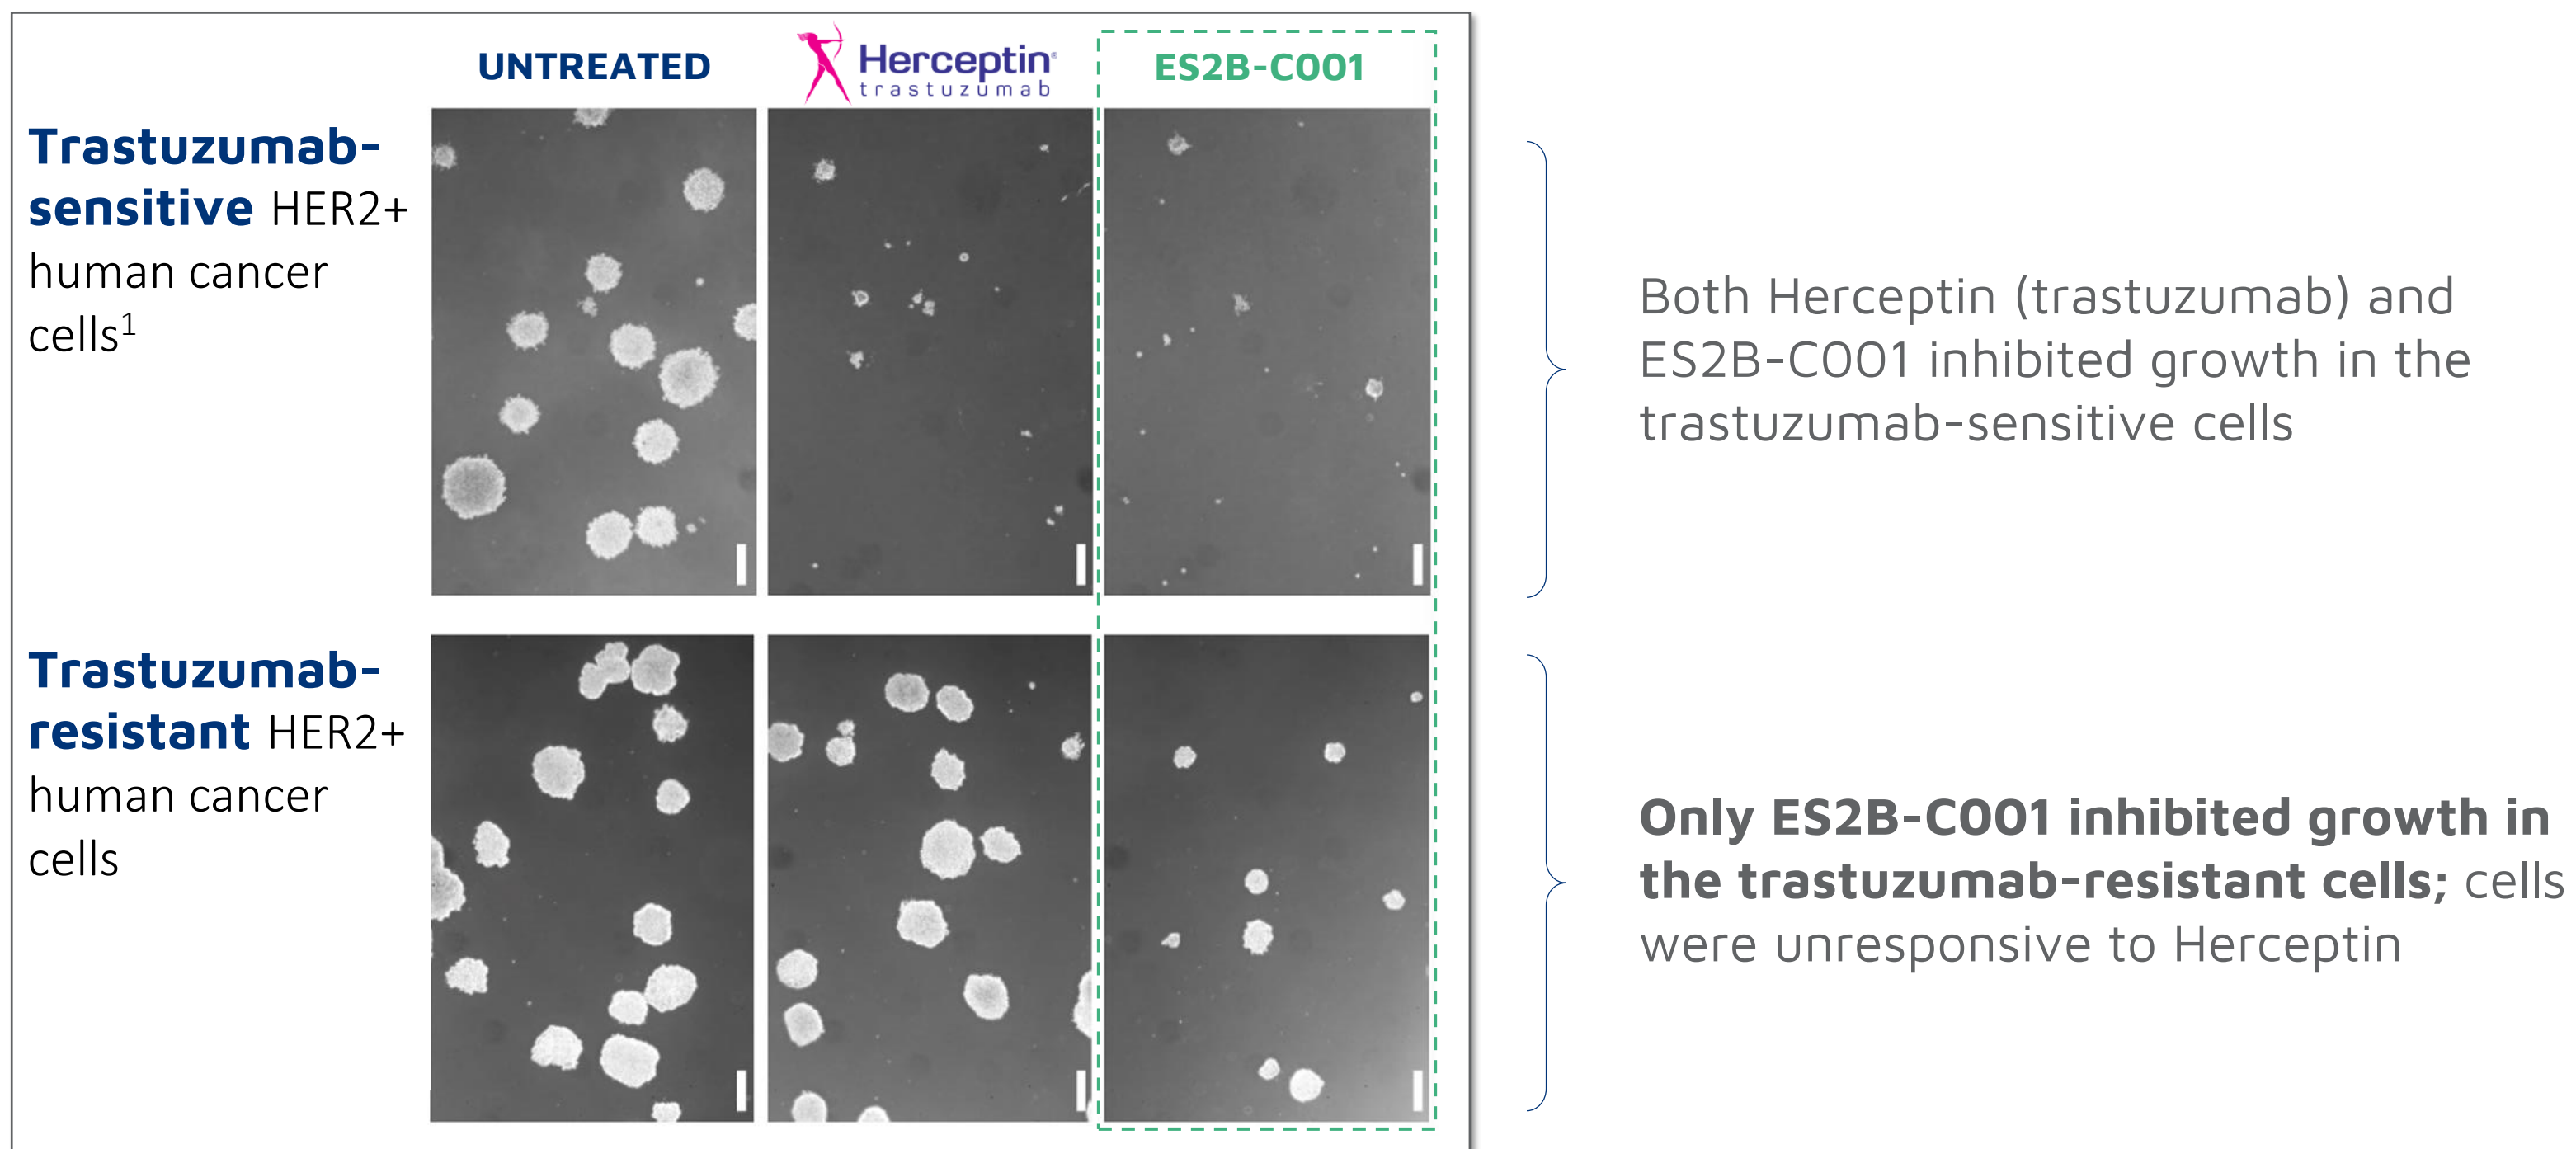 UNTREATED
Herceptin®
trastuzumab
ES2B-C001
Trastuzumab-
sensitive HER2+
human cancer
cells1
Both Herceptin (trastuzumab) and
ES2B-C001 inhibited growth in the
trastuzumab-sensitive cells
Trastuzumab-
resistant HER2+
human cancer
cells
Only ES2B-C001 inhibited growth in
the trastuzumab-resistant cells; cells
were unresponsive to Herceptin